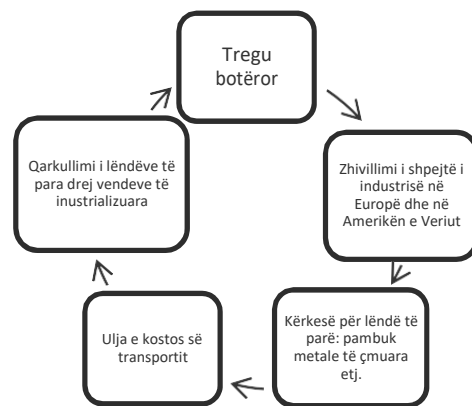 Tregu
botëror
Zhivillimi i shpejtë i
industrisë në
Europë dhe në
Amerikën e Veriut
Kërkesë për lëndë të
parë: pambuk
metale të çmuara
etj.
Ulja e kostos së
transportit
Qarkullimi i lëndëve të
para drej vendeve të
inustrializuara